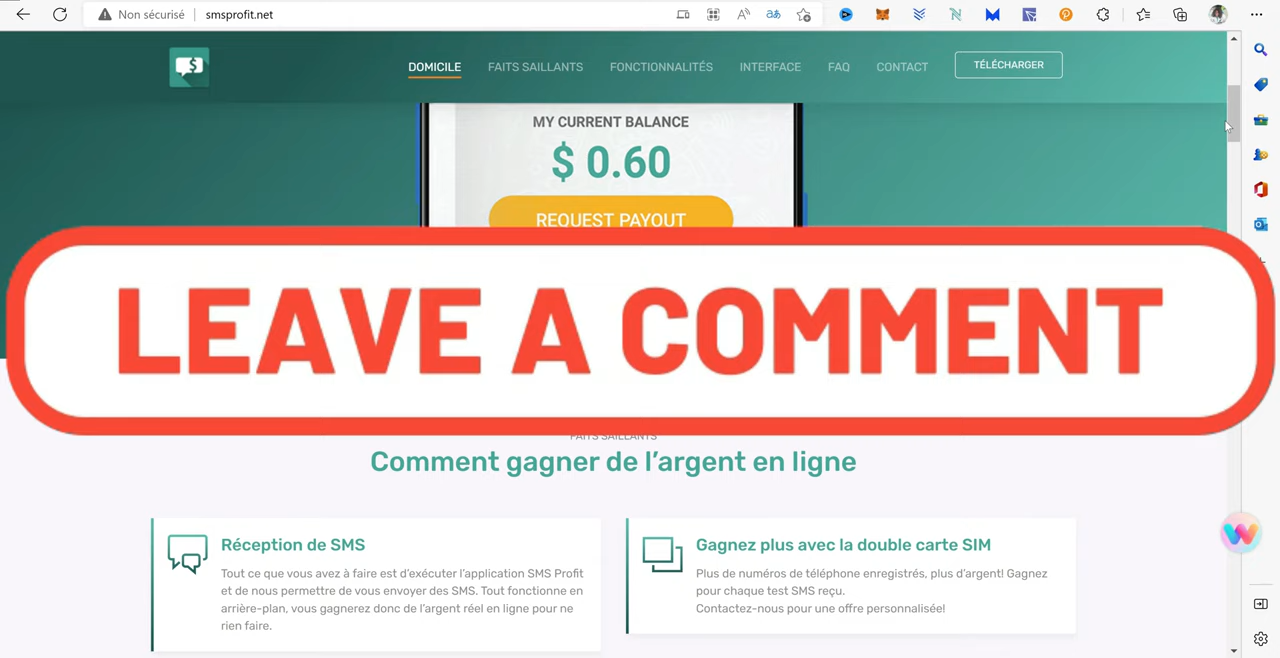 Non sécurisé
smsprofit.net
DOMICILE
FAITS SAILLANTS
FONCTIONNALITÉS
INTERFACE
FAQ
CONTACT
TÉLÉCHARGER
MY CURRENT BALANCE
$ 0.60
REQUEST PAYOUT
LEAVE A COMMENT
FAITS SAILLANTS
Comment gagner de l’argent en ligne
Réception de SMS
Tout ce que vous avez à faire est d’exécuter l’application SMS Profit
et de nous permettre de vous envoyer des SMS. Tout fonctionne en
arrière-plan, vous gagnerez donc de l’argent réel en ligne pour ne
rien faire.
Gagnez plus avec la double carte SIM
Plus de numéros de téléphone enregistrés, plus d’argent! Gagnez
pour chaque test SMS reçu.
Contactez-nous pour une offre personnalisée!